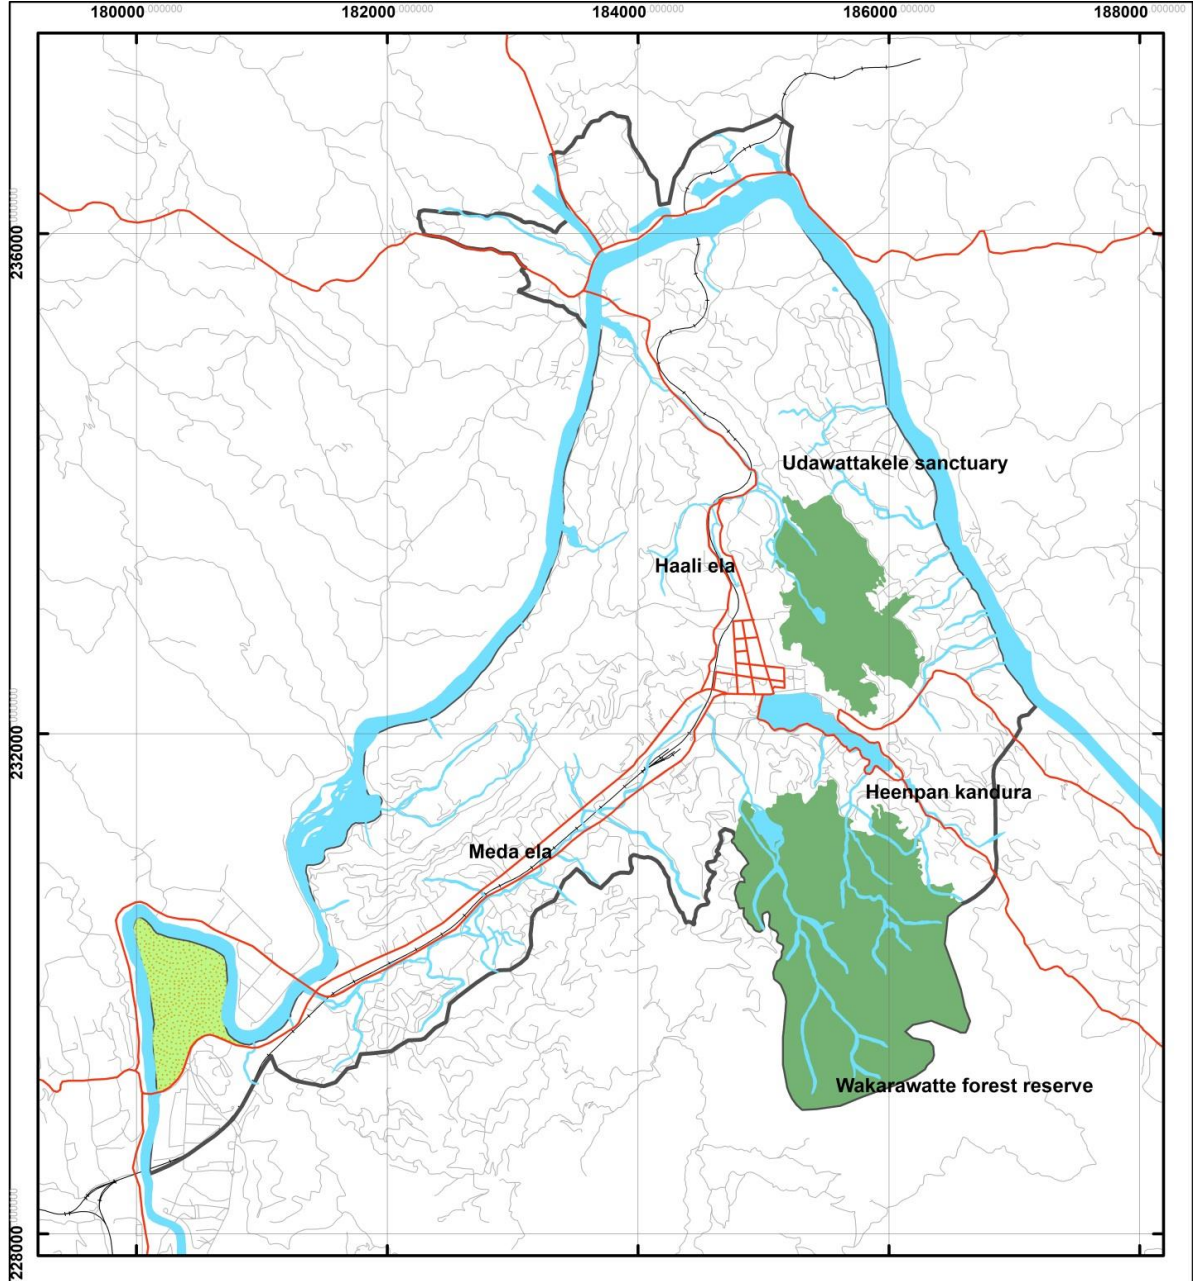 180000.000000 182000.000000 184000.000000 186000.000000 188000.000000
236000.000000
Udawattakele sanctuary
Haali ela
232000.000000
Heenpan kandura
Meda ela
Wakarawatte forest reserve
228000.000000